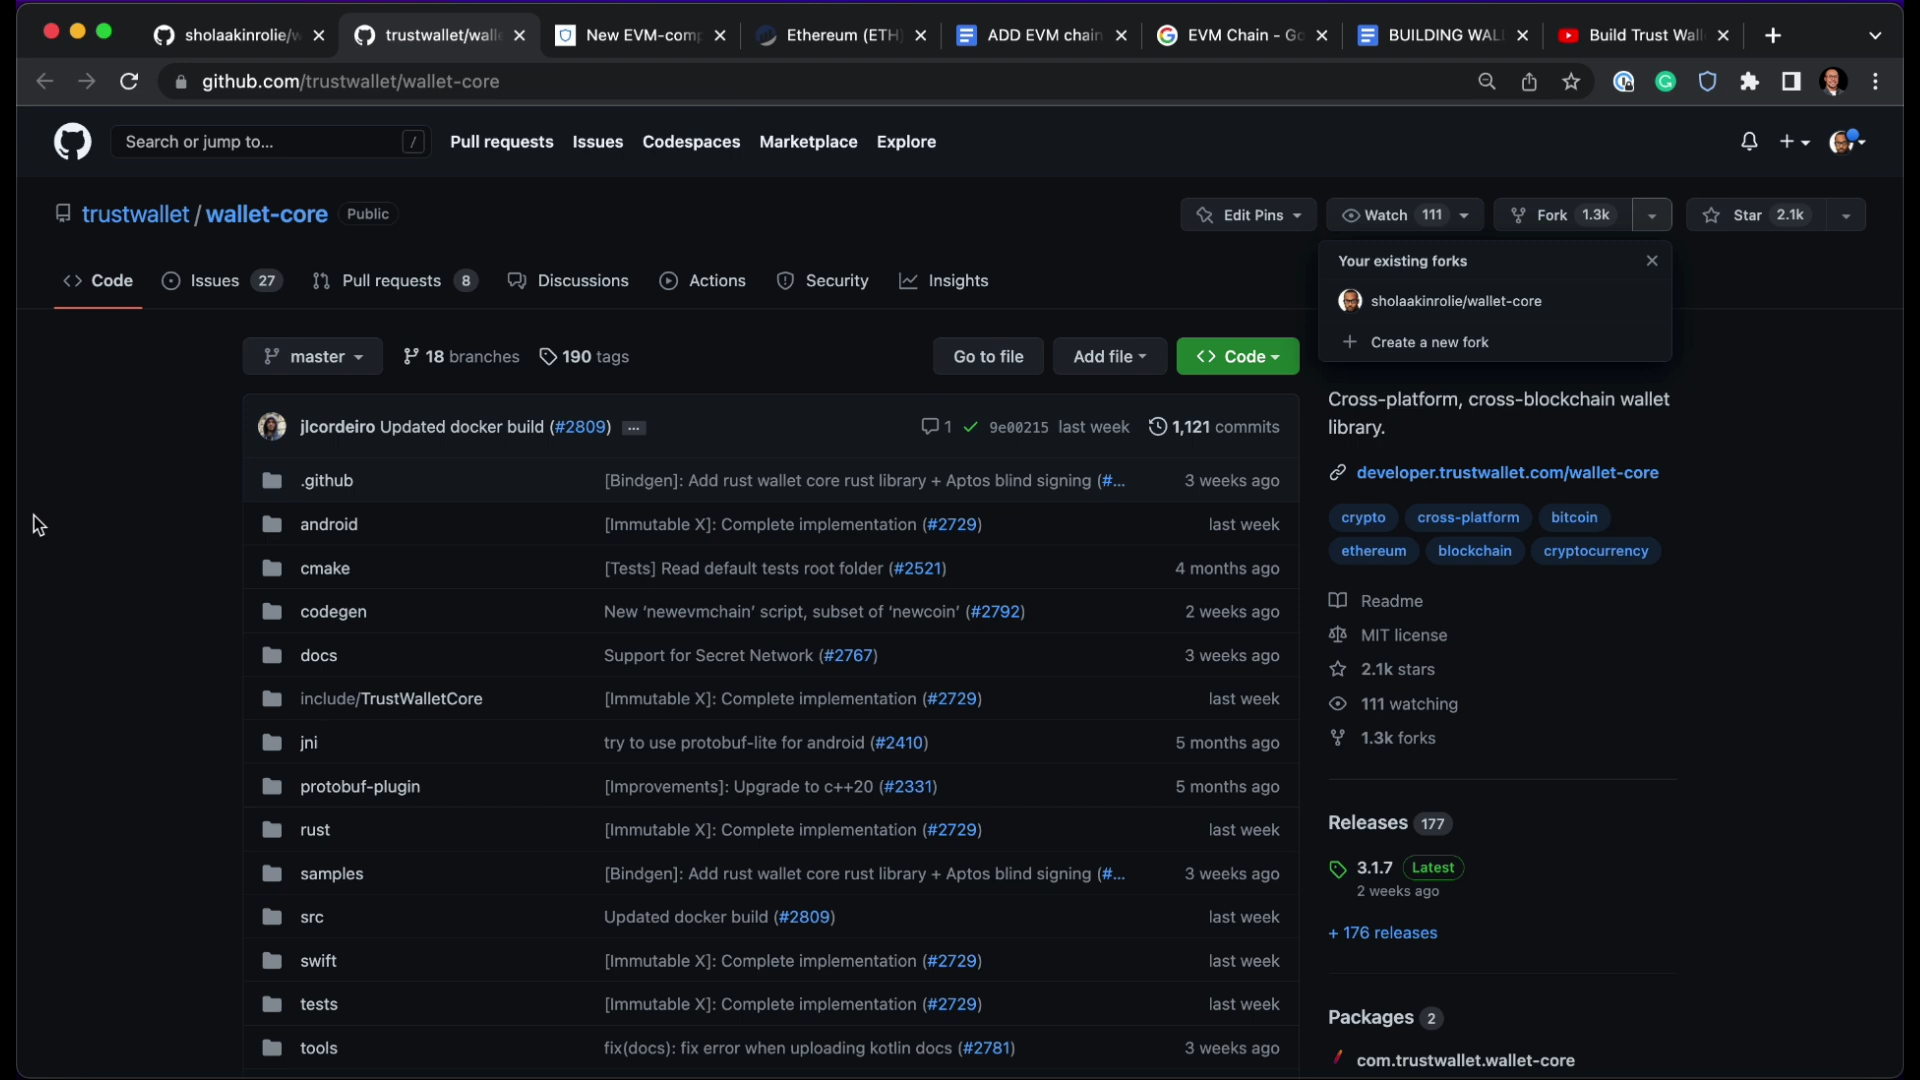 sholaakinrolie/w
trustwallet/wall
New EVM-comp
Ethereum (ETH)
ADD EVM chain
EVM Chain - Go
BUILDING WALL
Build Trust Wall
github.com/trustwallet/wallet-core
Search or jump to...
/
Pull requests
Issues
Codespaces
Marketplace
Explore
trustwallet / wallet-core
Public
Edit Pins
Watch 111
Fork 1.3k
Star 2.1k
Code
Issues 27
Pull requests 8
Discussions
Actions
Security
Insights
Your existing forks
sholaakinrolie/wallet-core
+ Create a new fork
master
18 branches
190 tags
Go to file
Add file
<> Code
jlcordeiro Updated docker build (#2809) ...
1
9e00215 last week
1,121 commits
.github
[Bindgen]: Add rust wallet core rust library + Aptos blind signing (#...
3 weeks ago
android
[Immutable X]: Complete implementation (#2729)
last week
cmake
[Tests] Read default tests root folder (#2521)
4 months ago
codegen
New 'newevmchain' script, subset of 'newcoin' (#2792)
2 weeks ago
docs
Support for Secret Network (#2767)
3 weeks ago
include/TrustWalletCore
[Immutable X]: Complete implementation (#2729)
last week
jni
try to use protobuf-lite for android (#2410)
5 months ago
protobuf-plugin
[Improvements]: Upgrade to c++20 (#2331)
5 months ago
rust
[Immutable X]: Complete implementation (#2729)
last week
samples
[Bindgen]: Add rust wallet core rust library + Aptos blind signing (#...
3 weeks ago
src
Updated docker build (#2809)
last week
swift
[Immutable X]: Complete implementation (#2729)
last week
tests
[Immutable X]: Complete implementation (#2729)
last week
tools
fix(docs): fix error when uploading kotlin docs (#2781)
3 weeks ago
Cross-platform, cross-blockchain wallet
library.
developer.trustwallet.com/wallet-core
crypto
cross-platform
bitcoin
ethereum
blockchain
cryptocurrency
Readme
MIT license
2.1k stars
111 watching
1.3k forks
Releases 177
3.1.7 Latest
2 weeks ago
+ 176 releases
Packages 2
com.trustwallet.wallet-core